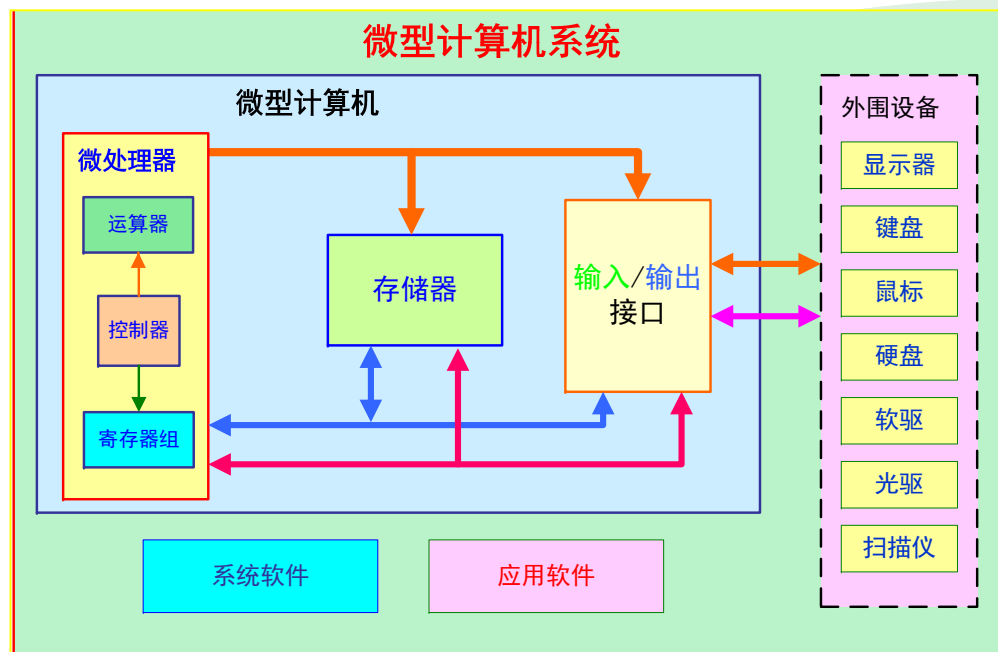 微型计算机系统
微型计算机
微处理器
运算器
控制器
寄存器组
存储器
输入/输出
接口
外围设备
显示器
键盘
鼠标
硬盘
软驱
光驱
扫描仪
系统软件
应用软件